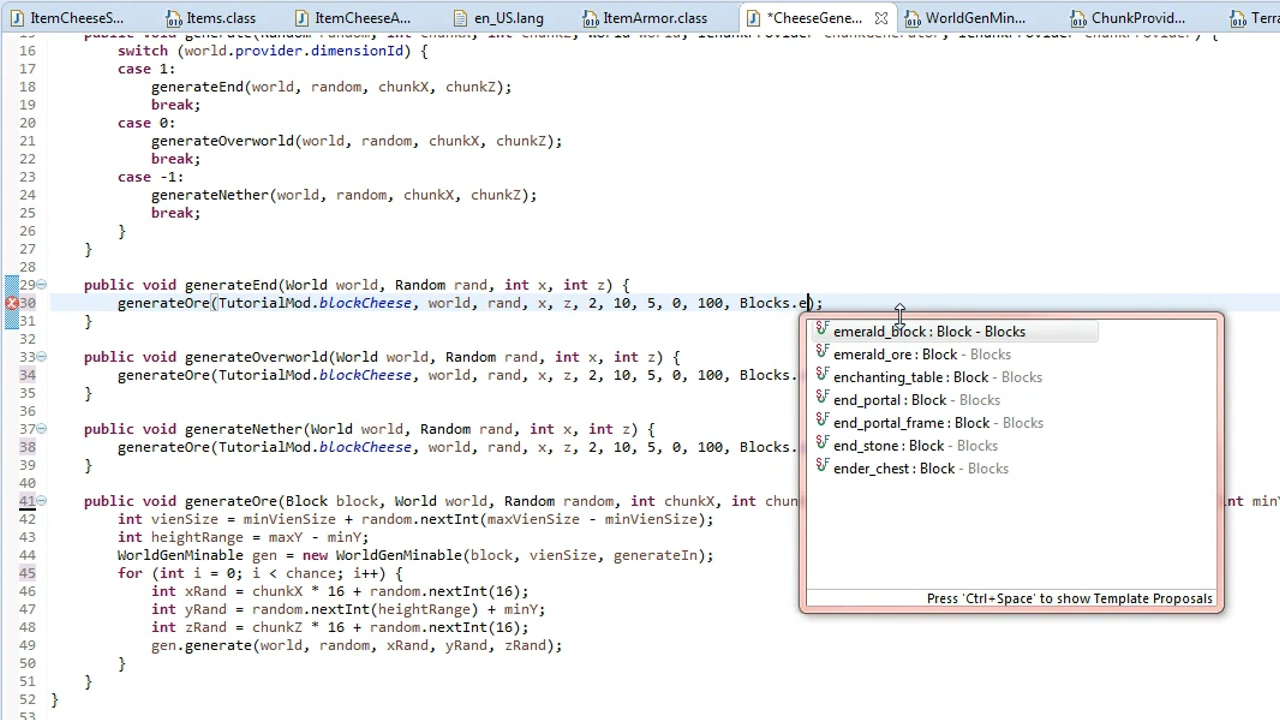 ItemCheeseS... Items.class ItemCheeseA... en_US.lang ItemArmor.class *CheeseGene... WorldGenMin... ChunkProvid... Terra
16 switch (world.provider.dimensionId) {
17 case 1:
18 generateEnd(world, random, chunkX, chunkZ);
19 break;
20 case 0:
21 generateOverworld(world, random, chunkX, chunkZ);
22 break;
23 case -1:
24 generateNether(world, random, chunkX, chunkZ);
25 break;
26 }
27 }
28
29 public void generateEnd(World world, Random rand, int x, int z) {
30 generateOre(TutorialMod.blockCheese, world, rand, x, z, 2, 10, 5, 0, 100, Blocks.e);
31 }
32
33 public void generateOverworld(World world, Random rand, int x, int z) {
34 generateOre(TutorialMod.blockCheese, world, rand, x, z, 2, 10, 5, 0, 100, Blocks.
35 }
36
37 public void generateNether(World world, Random rand, int x, int z) {
38 generateOre(TutorialMod.blockCheese, world, rand, x, z, 2, 10, 5, 0, 100, Blocks.
39 }
40
41 public void generateOre(Block block, World world, Random random, int chunkX, int chun nt minY
42 int vienSize = minVienSize + random.nextInt(maxVienSize - minVienSize);
43 int heightRange = maxY - minY;
44 WorldGenMinable gen = new WorldGenMinable(block, vienSize, generateIn);
45 for (int i = 0; i < chance; i++) {
46 int xRand = chunkX * 16 + random.nextInt(16);
47 int yRand = random.nextInt(heightRange) + minY;
48 int zRand = chunkZ * 16 + random.nextInt(16);
49 gen.generate(world, random, xRand, yRand, zRand);
50 }
51 }
52 }
53
emerald_block : Block - Blocks
emerald_ore : Block - Blocks
enchanting_table : Block - Blocks
end_portal : Block - Blocks
end_portal_frame : Block - Blocks
end_stone : Block - Blocks
ender_chest : Block - Blocks
Press 'Ctrl+Space' to show Template Proposals